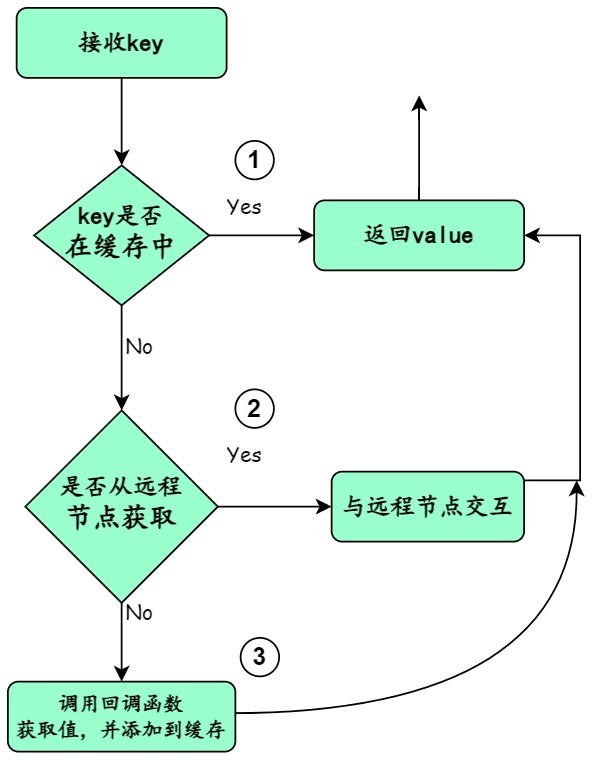 接收key
①
key是否
在缓存中
Yes
返回value
No
②
是否从远程
节点获取
Yes
与远程节点交互
No
③
调用回调函数
获取值，并添加到缓存